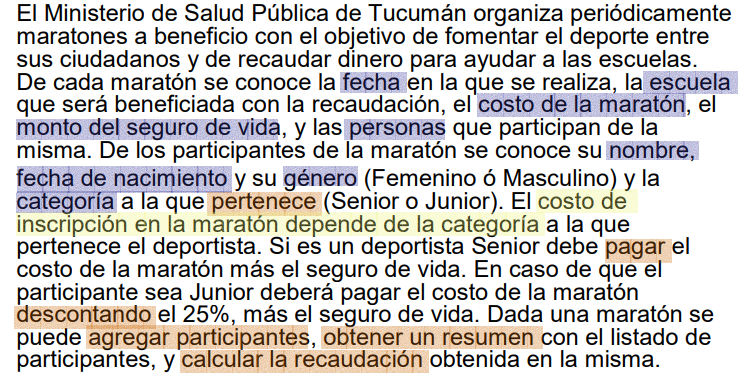 El Ministerio de Salud Pública de Tucumán organiza periódicamente
maratones a beneficio con el objetivo de fomentar el deporte entre
sus ciudadanos y de recaudar dinero para ayudar a las escuelas.
De cada maratón se conoce la fecha en la que se realiza, la escuela
que será beneficiada con la recaudación, el costo de la maratón, el
monto del seguro de vida, y las personas que participan de la
misma. De los participantes de la maratón se conoce su nombre,
fecha de nacimiento y su género (Femenino ó Masculino) y la
categoría a la que pertenece (Senior o Junior). El costo de
inscripción en la maratón depende de la categoría a la que
pertenece el deportista. Si es un deportista Senior debe pagar el
costo de la maratón más el seguro de vida. En caso de que el
participante sea Junior deberá pagar el costo de la maratón
descontando el 25%, más el seguro de vida. Dada una maratón se
puede agregar participantes, obtener un resumen con el listado de
participantes, y calcular la recaudación obtenida en la misma.